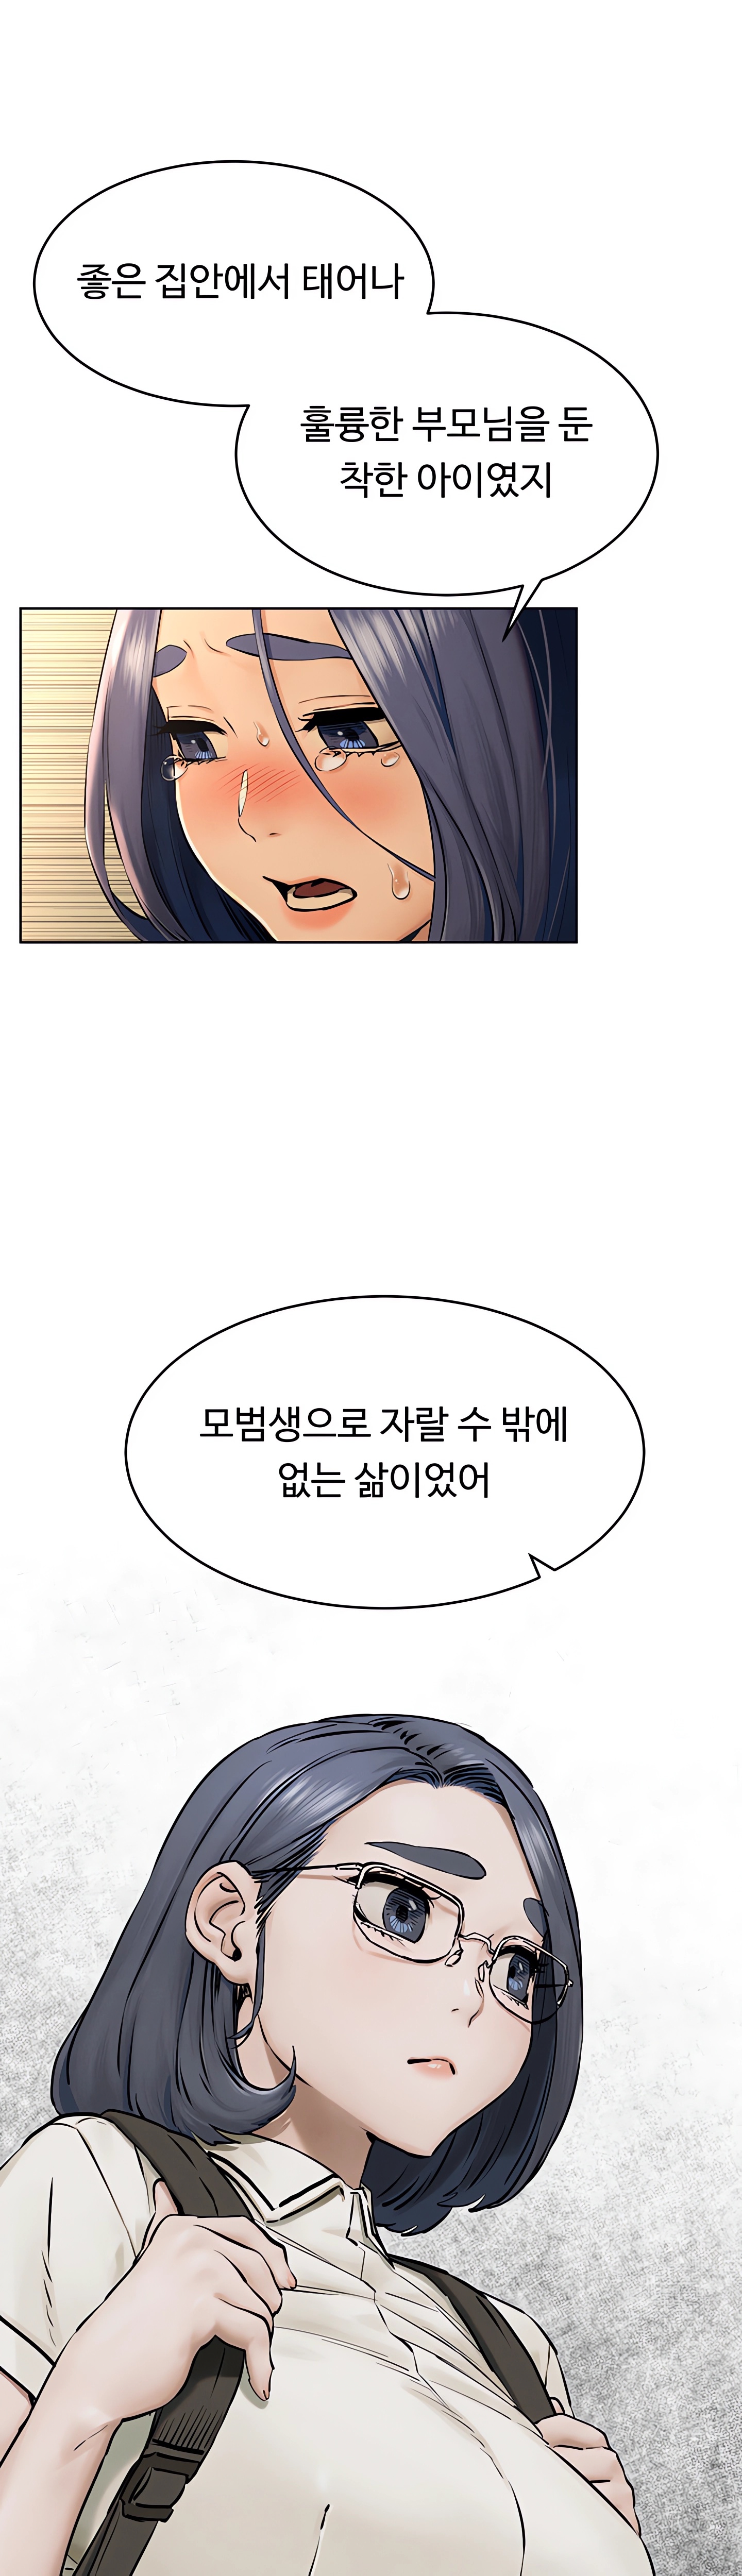 좋은 집안에서 태어나
훌륭한 부모님을 둔
착한 아이였지
모범생으로 자랄 수 밖에
없는 삶이었어